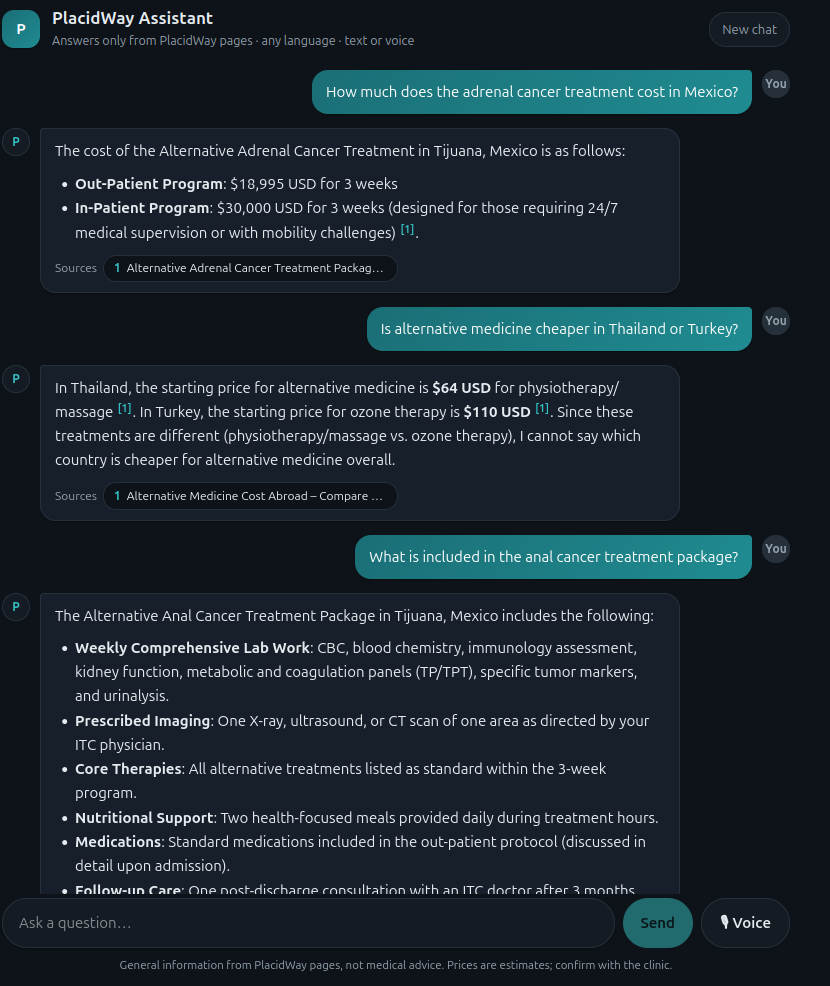 P
PlacidWay Assistant
Answers only from PlacidWay pages · any language · text or voice
New chat
How much does the adrenal cancer treatment cost in Mexico?
You
P
The cost of the Alternative Adrenal Cancer Treatment in Tijuana, Mexico is as follows:
• Out-Patient Program: $18,995 USD for 3 weeks
• In-Patient Program: $30,000 USD for 3 weeks (designed for those requiring 24/7
medical supervision or with mobility challenges) [1].
Sources 1 Alternative Adrenal Cancer Treatment Packag...
Is alternative medicine cheaper in Thailand or Turkey?
You
P
In Thailand, the starting price for alternative medicine is $64 USD for physiotherapy/
massage [1]. In Turkey, the starting price for ozone therapy is $110 USD [1]. Since these
treatments are different (physiotherapy/massage vs. ozone therapy), I cannot say which
country is cheaper for alternative medicine overall.
Sources 1 Alternative Medicine Cost Abroad – Compare ...
What is included in the anal cancer treatment package?
You
P
The Alternative Anal Cancer Treatment Package in Tijuana, Mexico includes the following:
• Weekly Comprehensive Lab Work: CBC, blood chemistry, immunology assessment,
kidney function, metabolic and coagulation panels (TP/TPT), specific tumor markers,
and urinalysis.
• Prescribed Imaging: One X-ray, ultrasound, or CT scan of one area as directed by your
ITC physician.
• Core Therapies: All alternative treatments listed as standard within the 3-week
program.
• Nutritional Support: Two health-focused meals provided daily during treatment hours.
• Medications: Standard medications included in the out-patient protocol (discussed in
detail upon admission).
• Follow-up Care: One post-discharge consultation with an ITC doctor after 3 months
Ask a question...
Send
Voice
General information from PlacidWay pages, not medical advice. Prices are estimates; confirm with the clinic.